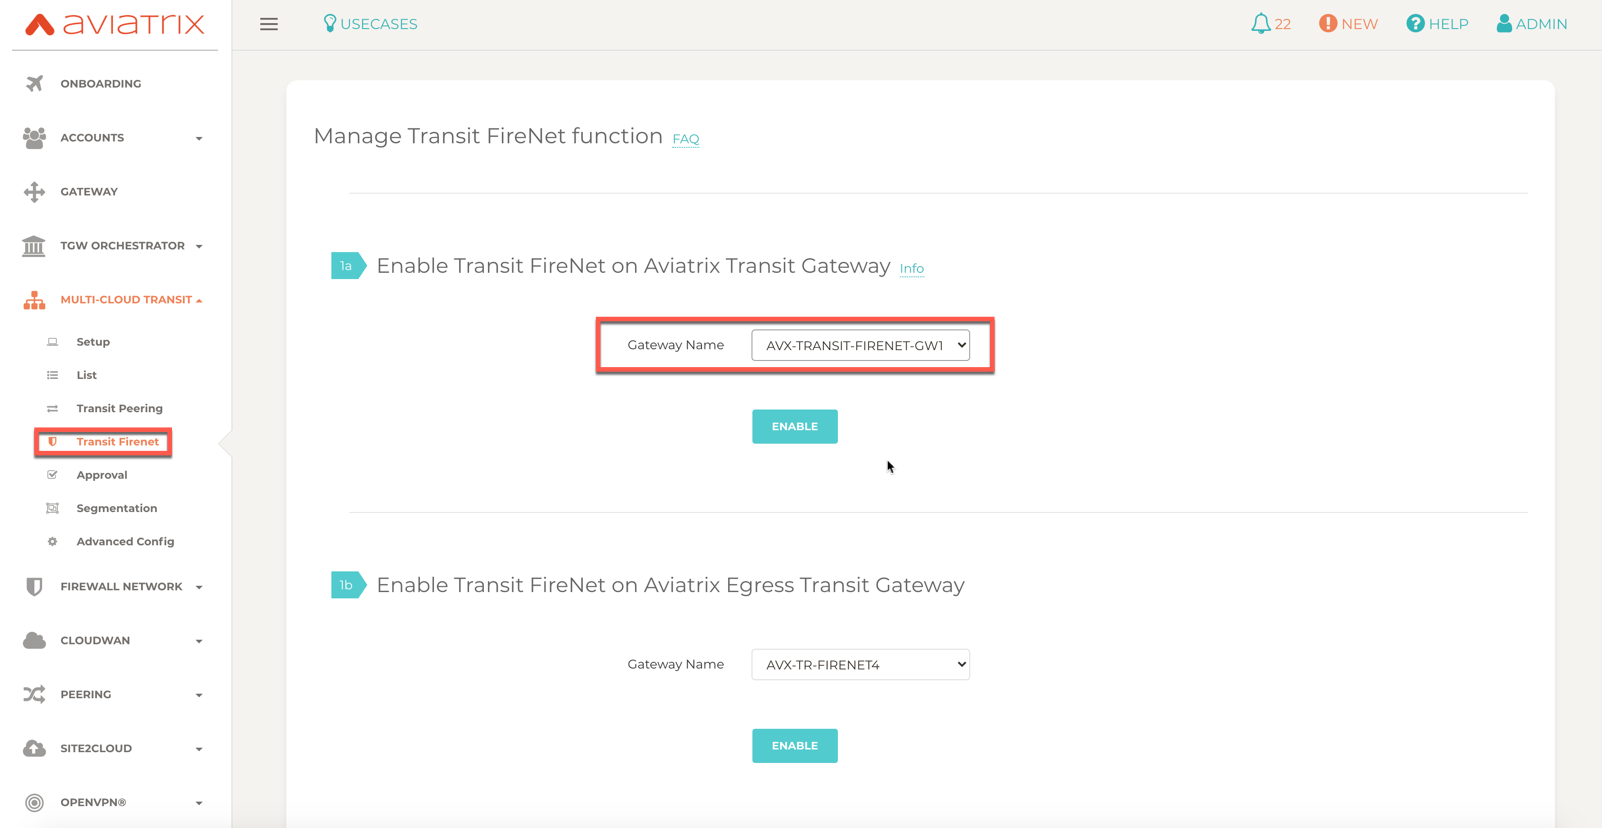 aviatrix
USECASES
22
NEW
HELP
ADMIN
ONBOARDING
ACCOUNTS
GATEWAY
TGW ORCHESTRATOR
MULTI-CLOUD TRANSIT
Setup
List
Transit Peering
Transit Firenet
Approval
Segmentation
Advanced Config
FIREWALL NETWORK
CLOUDWAN
PEERING
SITE2CLOUD
OPENVPN®
Manage Transit FireNet function FAQ
1a Enable Transit FireNet on Aviatrix Transit Gateway Info
Gateway Name AVX-TRANSIT-FIRENET-GW1
ENABLE
1b Enable Transit FireNet on Aviatrix Egress Transit Gateway
Gateway Name AVX-TR-FIRENET4
ENABLE